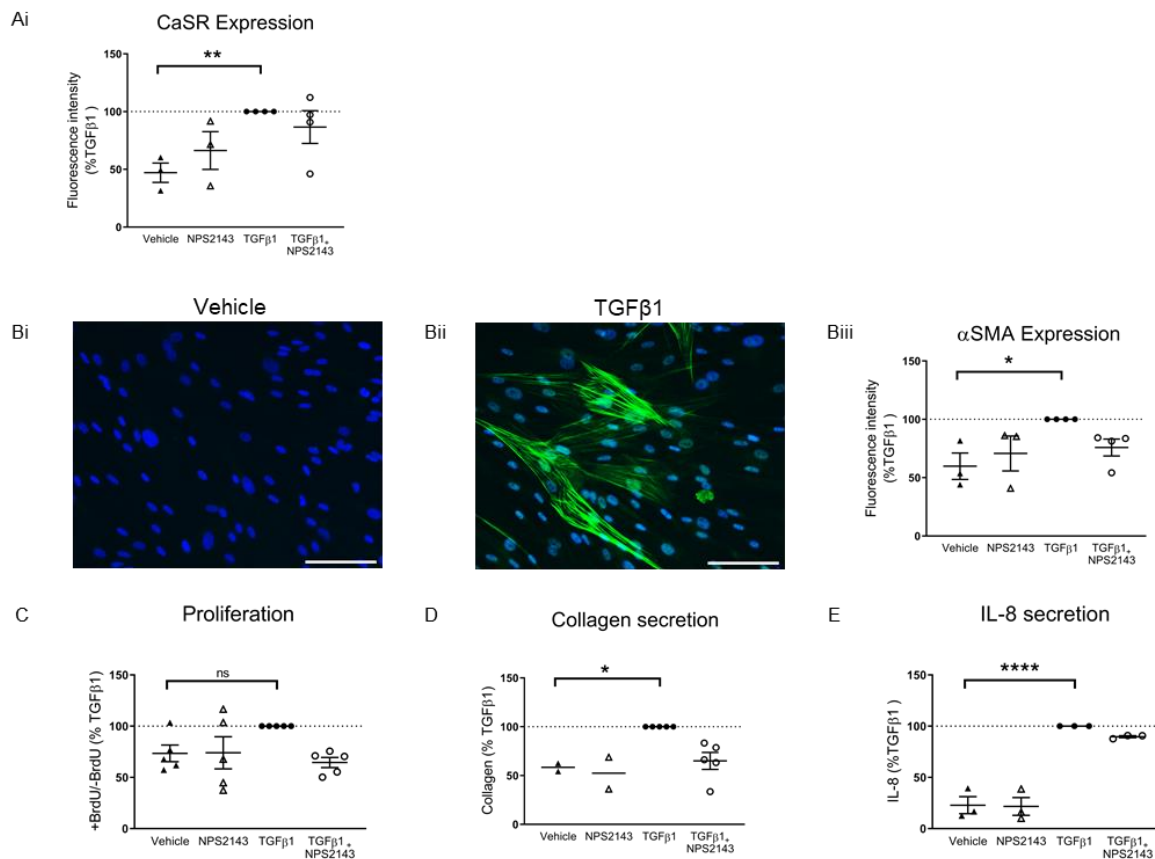 Ai
CaSR Expression
Fluorescence intensity
(%TGFβ1 )
150
100
50
0
**
Vehicle NPS2143 TGFβ1 TGFβ1+
NPS2143
Bi
Vehicle
Bii
TGFβ1
Biii
αSMA Expression
Fluorescence intensity
(%TGFβ1)
150
100
50
0
*
Vehicle NPS2143 TGFβ1 TGFβ1+
NPS2143
C
Proliferation
+BrdU/-BrdU (% TGFβ1)
150
100
50
0
ns
Vehicle NPS2143 TGFβ1 TGFβ1+
NPS2143
D
Collagen secretion
Collagen (% TGFβ1)
150
100
50
0
*
Vehicle NPS2143 TGFβ1 TGFβ1+
NPS2143
E
IL-8 secretion
IL-8 (%TGFβ1)
150
100
50
0
****
Vehicle NPS2143 TGFβ1 TGFβ1+
NPS2143